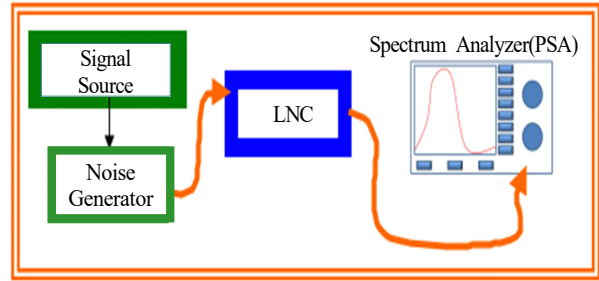 Signal
Source
Noise
Generator
LNC
Spectrum Analyzer(PSA)